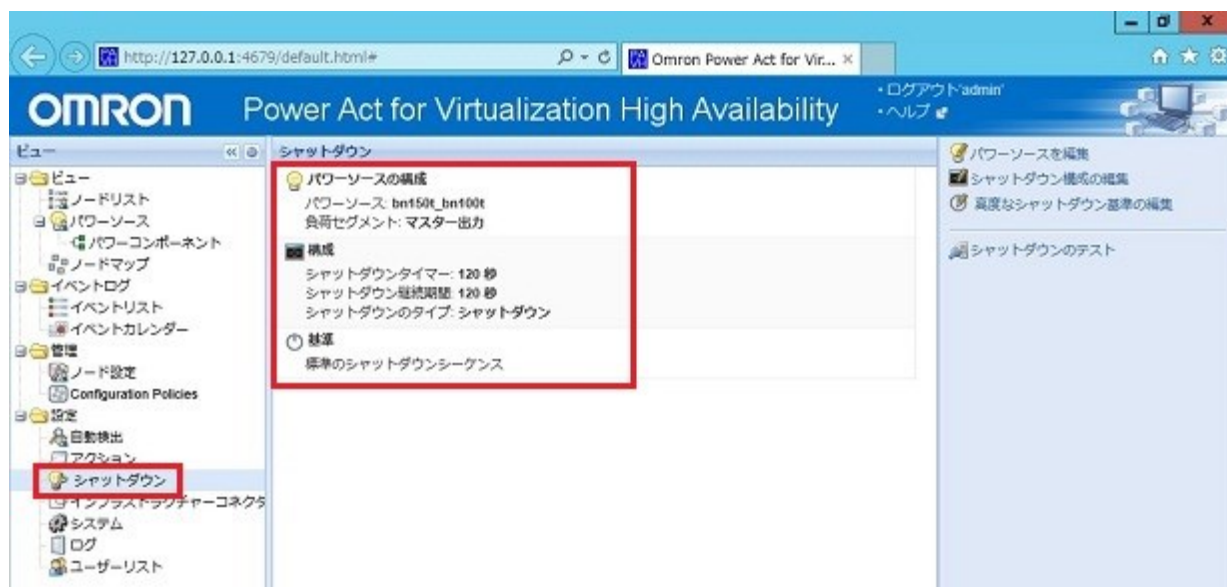 http://127.0.0.1:4679/default.html#
Omron Power Act for Vir...
OMRON
Power Act for Virtualization High Availability
・ログアウト'admin'
・ヘルプ
ビュー
ビュー
ノードリスト
パワーソース
パワーコンポーネント
ノードマップ
イベントログ
イベントリスト
イベントカレンダー
管理
ノード設定
Configuration Policies
設定
自動検出
アクション
シャットダウン
インフラストラクチャーコネクタ
システム
ログ
ユーザーリスト
シャットダウン
パワーソースの構成
パワーソース: bn150t_bn100t
負荷セグメント: マスター出力
構成
シャットダウンタイマー: 120 秒
シャットダウン継続期間: 120 秒
シャットダウンのタイプ: シャットダウン
基準
標準のシャットダウンシーケンス
パワーソースを編集
シャットダウン構成の編集
高度なシャットダウン基準の編集
シャットダウンのテスト